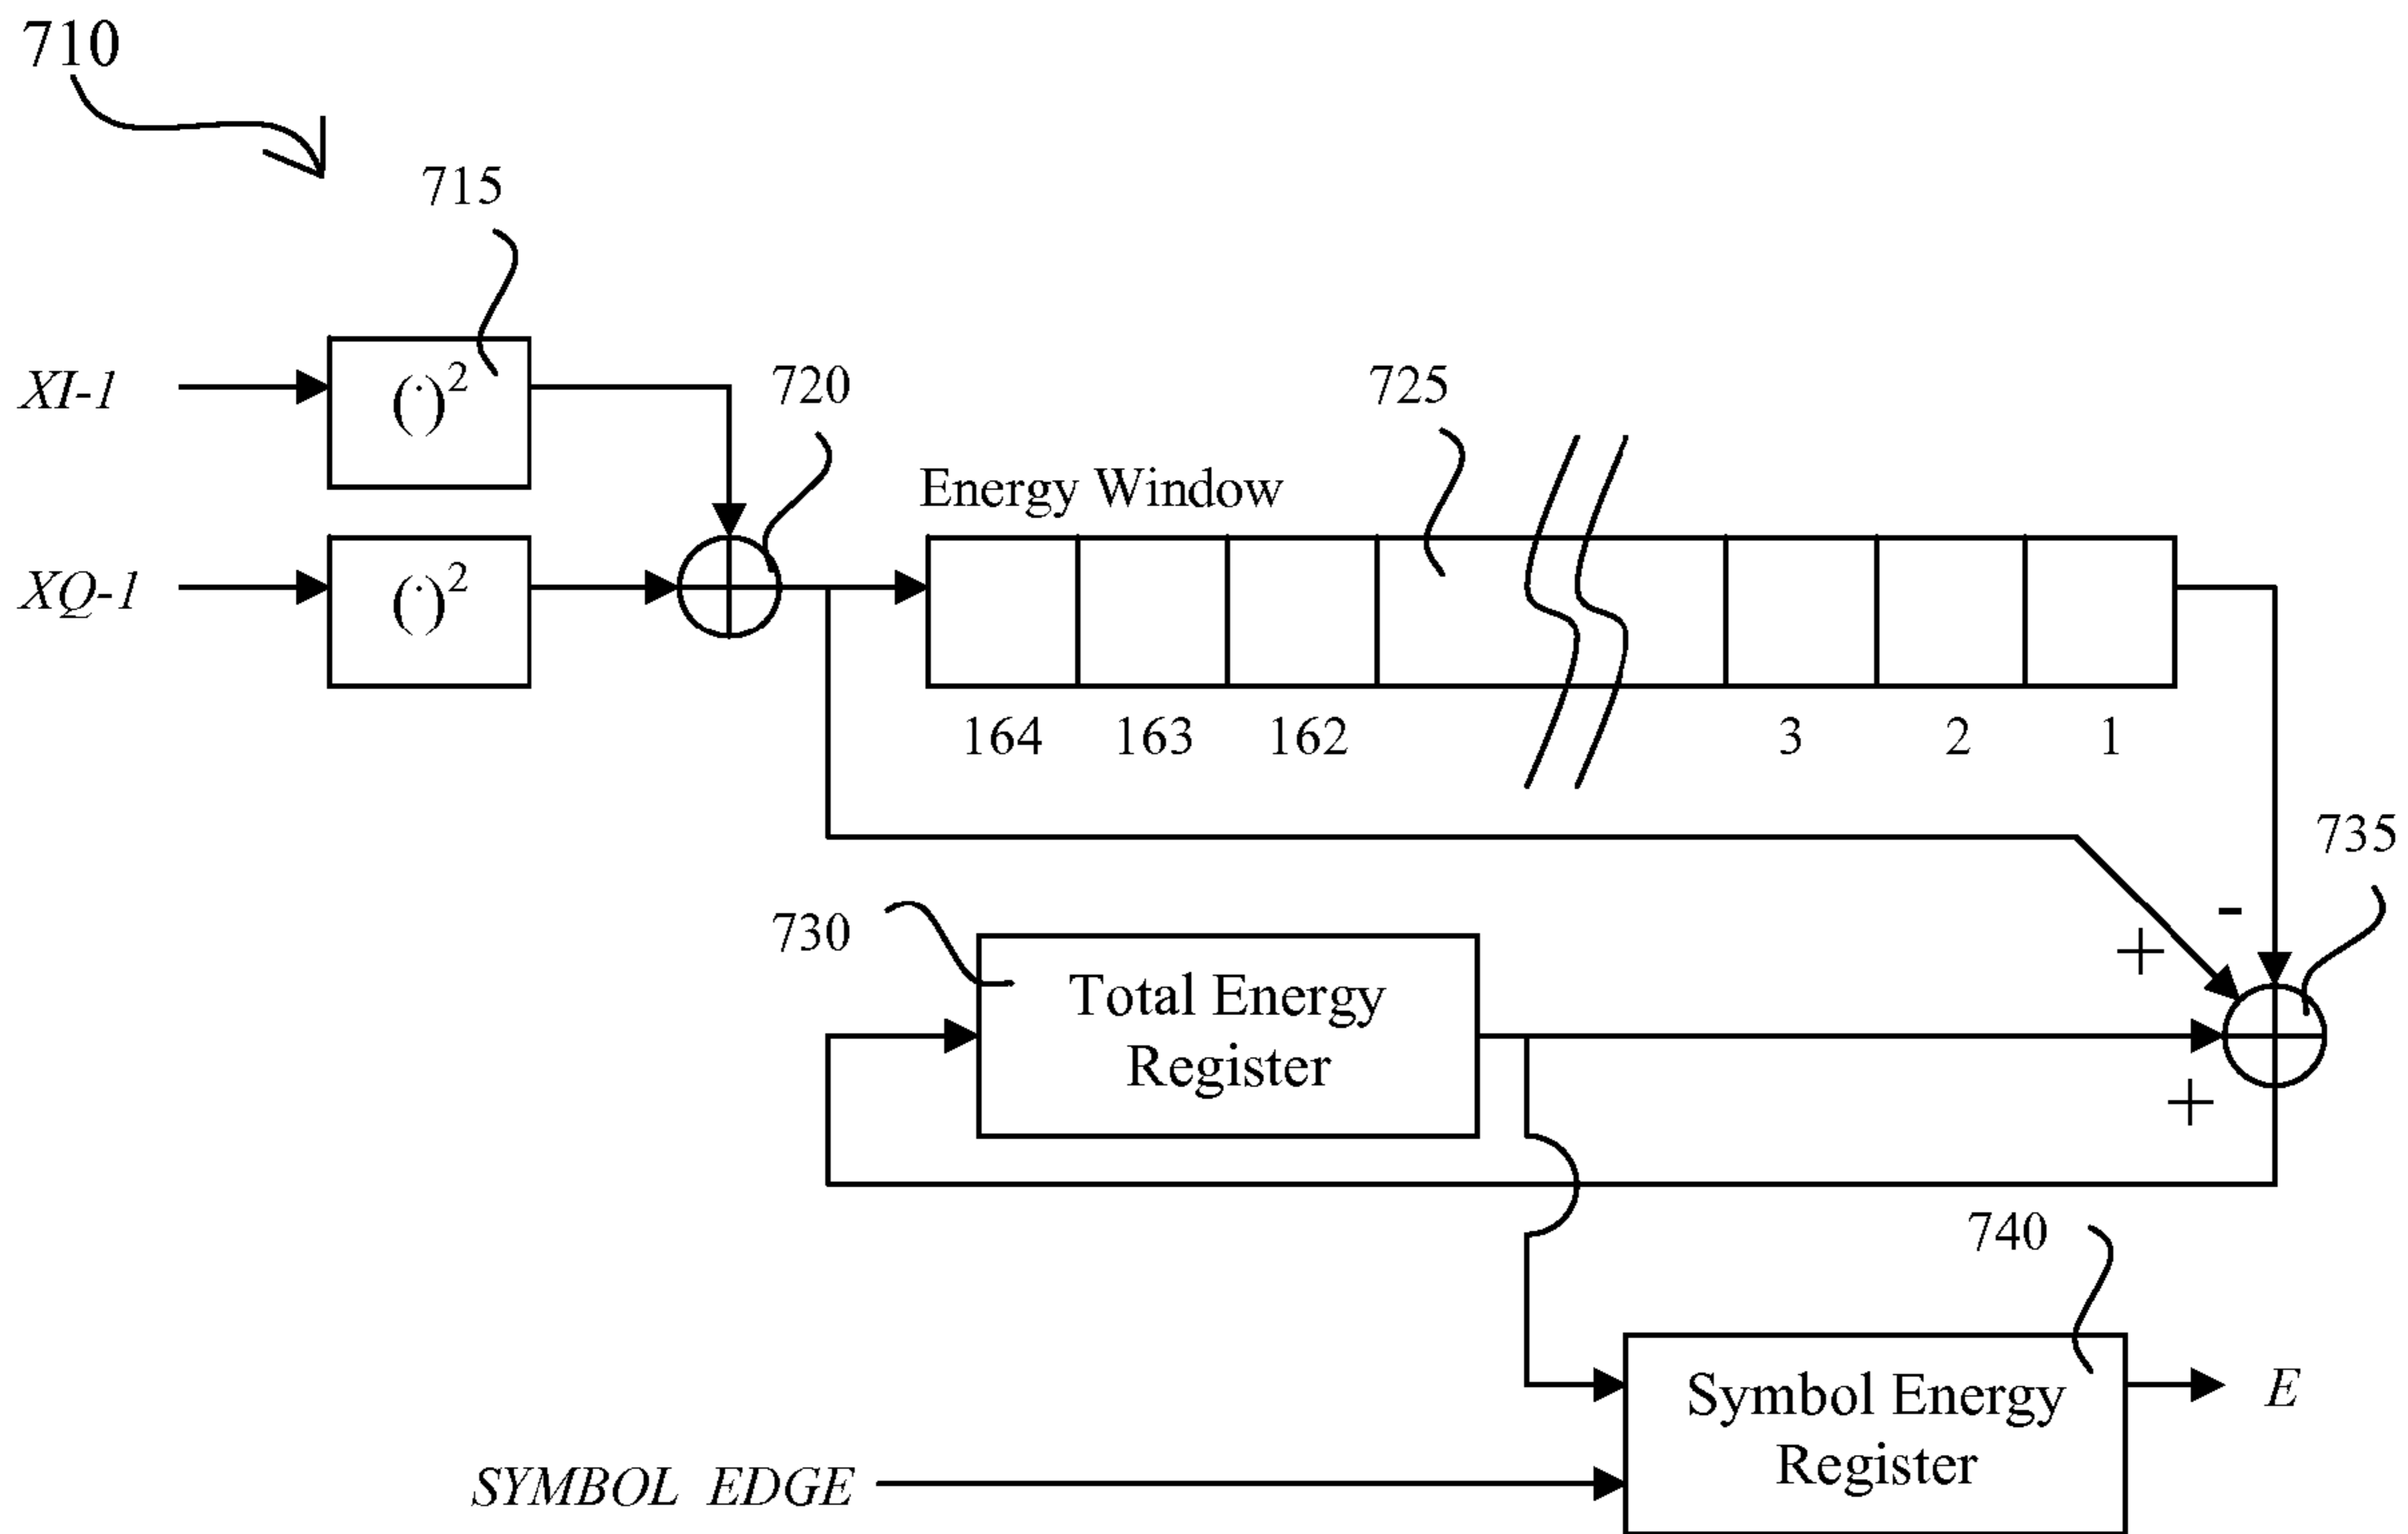 710
715
XI-1
(·)²
720
725
Energy Window
XQ-1
(·)²
164 163 162 3 2 1
735
-
+
730
Total Energy
Register
+
740
Symbol Energy
Register
E
SYMBOL EDGE